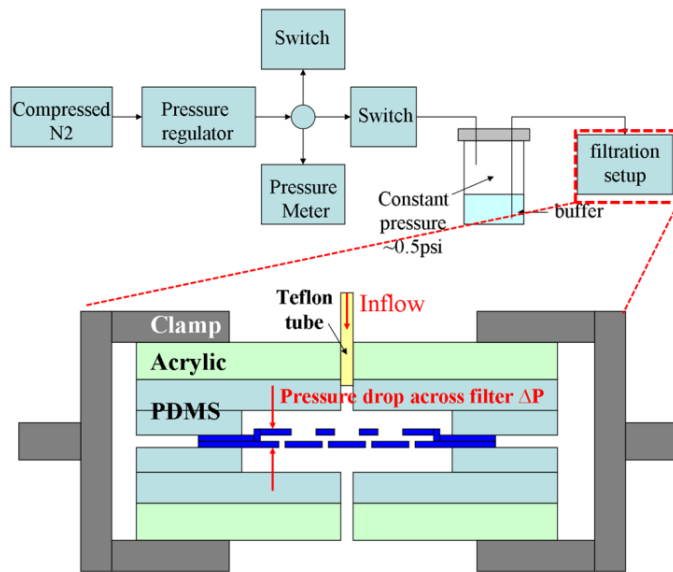 Switch
Compressed
N2
Pressure
regulator
Switch
Pressure
Meter
filtration
setup
Constant
pressure
~0.5psi
buffer
Teflon
tube
Inflow
Clamp
Acrylic
Pressure drop across filter ΔP
PDMS